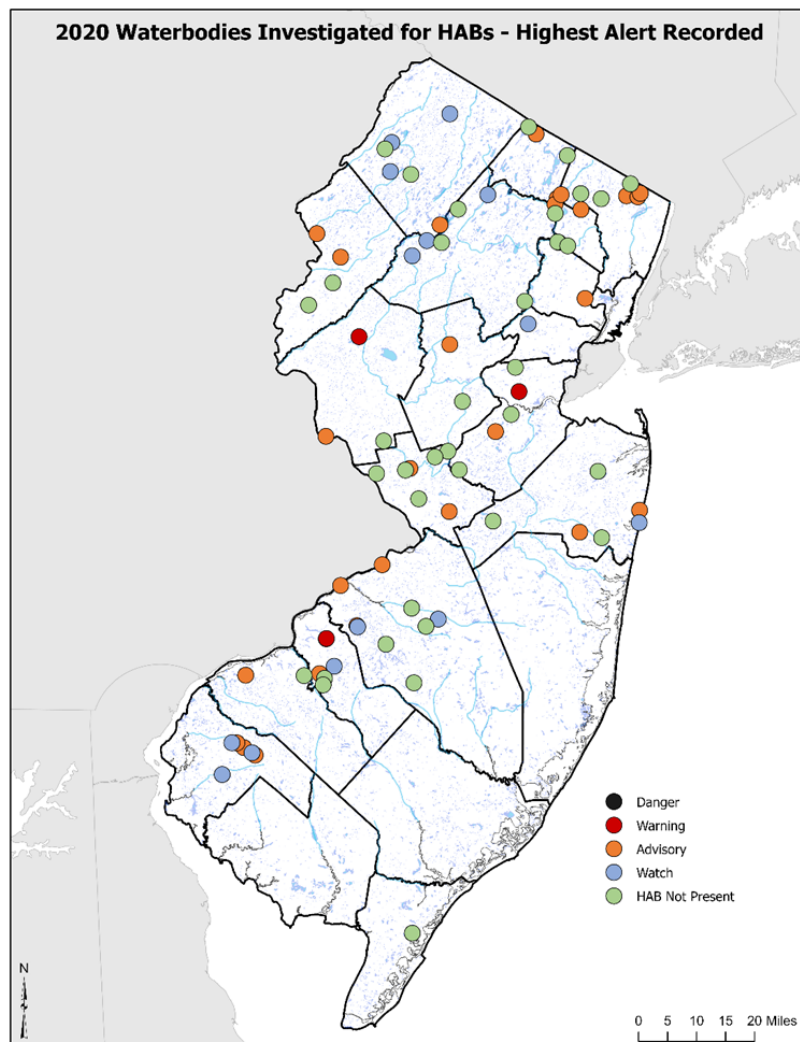 2020 Waterbodies Investigated for HABs - Highest Alert Recorded
Danger
Warning
Advisory
Watch
HAB Not Present
N
0 5 10 15 20 Miles